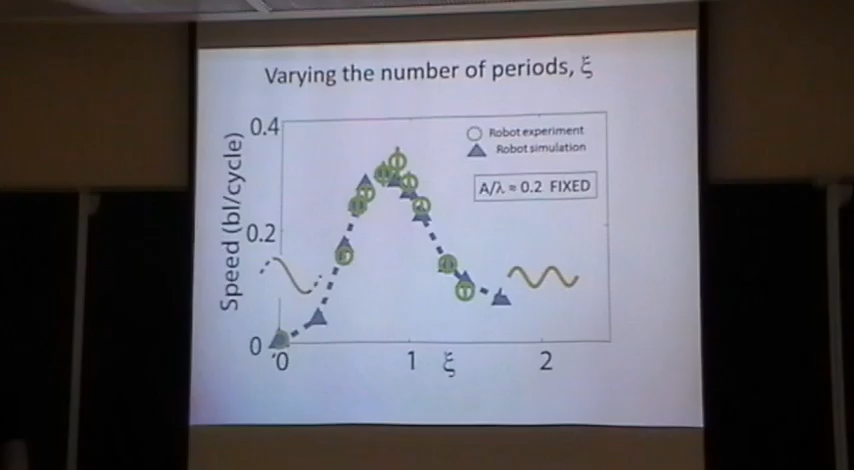 Varying the number of periods, ξ
0.4
Robot experiment
Robot simulation
A/λ ≈ 0.2 FIXED
Speed (bl/cycle)
0.2
0
0
1
ξ
2